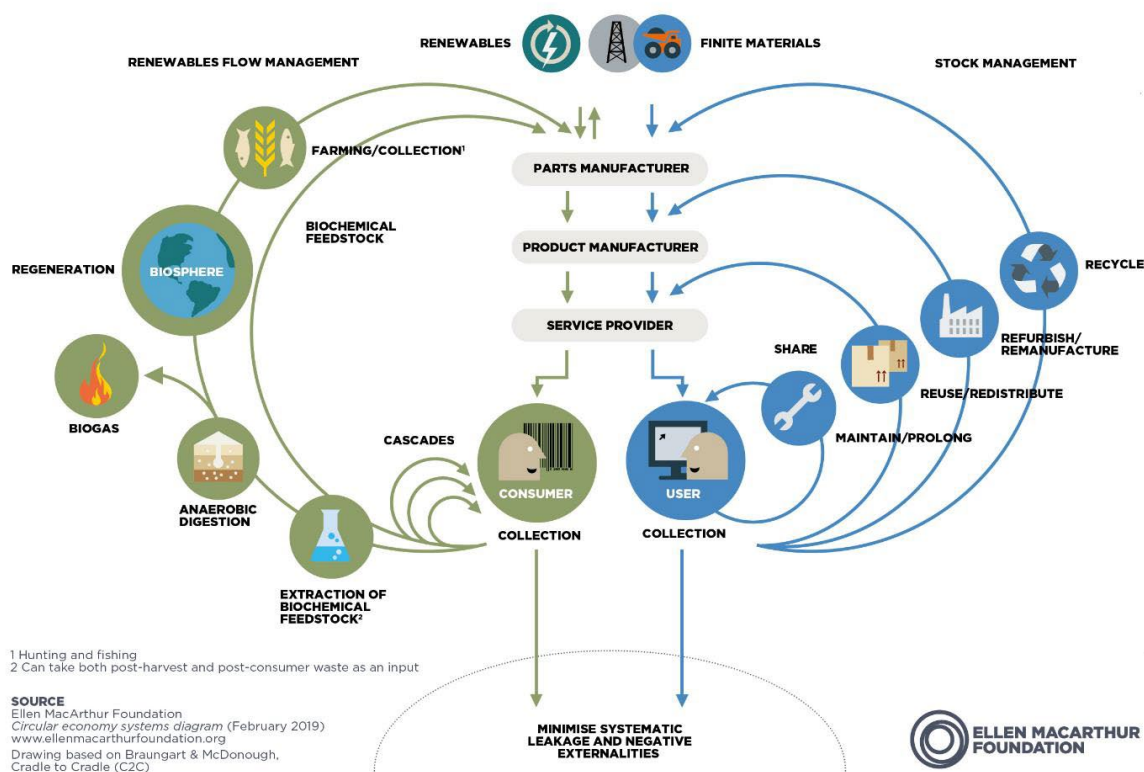 RENEWABLES
FINITE MATERIALS
RENEWABLES FLOW MANAGEMENT
STOCK MANAGEMENT
FARMING/COLLECTION¹
PARTS MANUFACTURER
BIOCHEMICAL
FEEDSTOCK
PRODUCT MANUFACTURER
REGENERATION
BIOSPHERE
RECYCLE
SERVICE PROVIDER
SHARE
REFURBISH/
REMANUFACTURE
REUSE/REDISTRIBUTE
BIOGAS
CASCADES
MAINTAIN/PROLONG
CONSUMER
USER
ANAEROBIC
DIGESTION
COLLECTION
COLLECTION
EXTRACTION OF
BIOCHEMICAL
FEEDSTOCK²
1 Hunting and fishing
2 Can take both post-harvest and post-consumer waste as an input
SOURCE
Ellen MacArthur Foundation
Circular economy systems diagram (February 2019)
www.ellenmacarthurfoundation.org
Drawing based on Braungart & McDonough,
Cradle to Cradle (C2C)
MINIMISE SYSTEMATIC
LEAKAGE AND NEGATIVE
EXTERNALITIES
ELLEN MACARTHUR
FOUNDATION